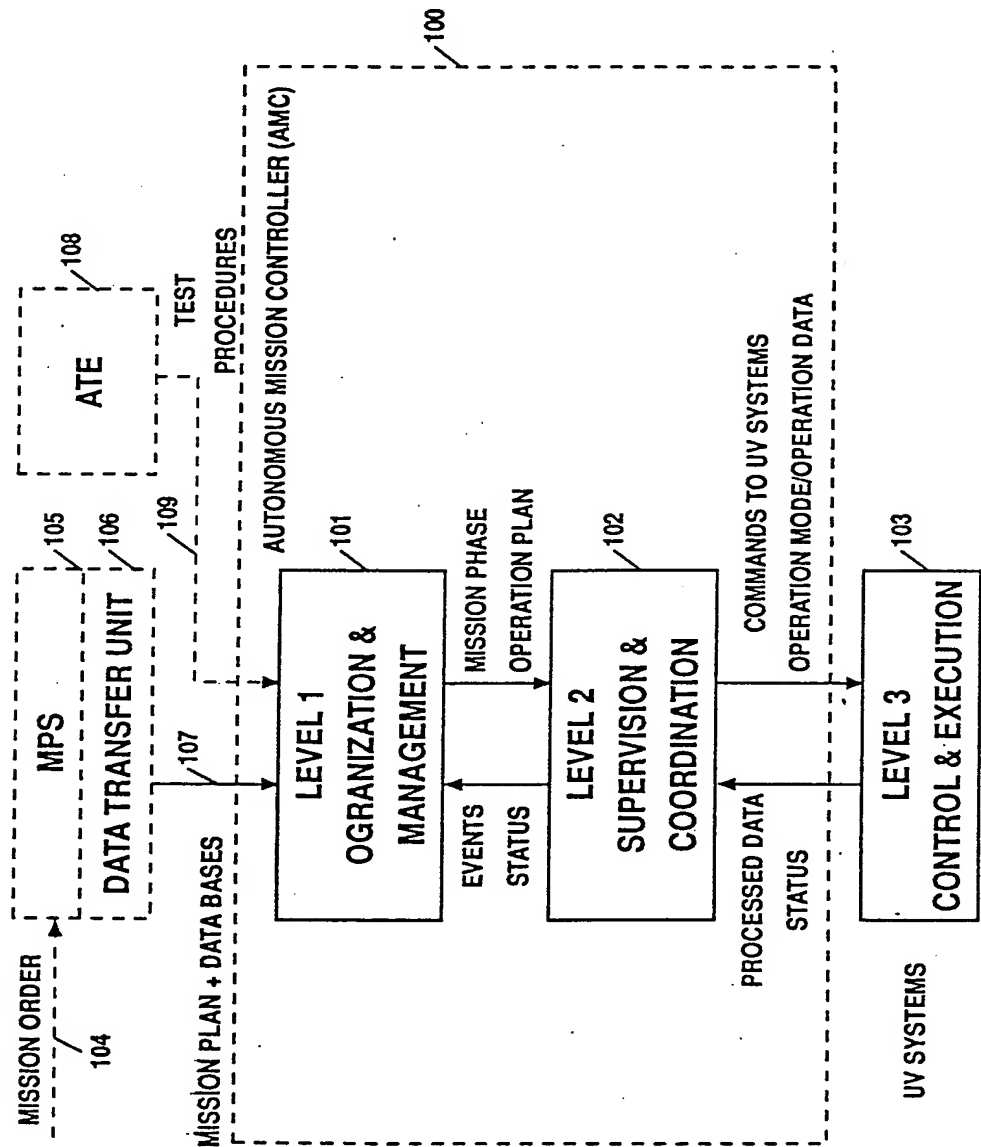 MISSION ORDER
104
MPS
105
DATA TRANSFER UNIT
106
107
ATE
108
109
TEST
PROCEDURES
MISSION PLAN + DATA BASES
AUTONOMOUS MISSION CONTROLLER (AMC)
100
LEVEL 1
OGRANIZATION &
MANAGEMENT
101
EVENTS
STATUS
MISSION PHASE
OPERATION PLAN
LEVEL 2
SUPERVISION &
COORDINATION
102
PROCESSED DATA
STATUS
COMMANDS TO UV SYSTEMS
OPERATION MODE/OPERATION DATA
UV SYSTEMS
LEVEL 3
CONTROL & EXECUTION
103